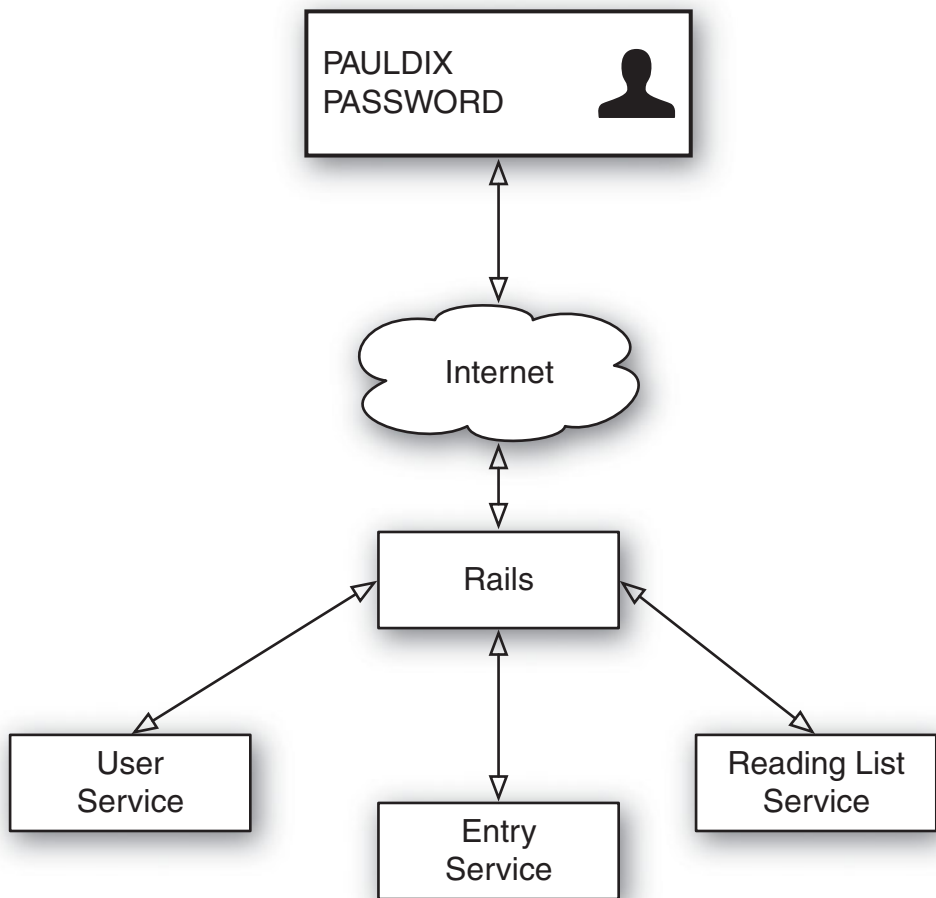 PAULDIX
PASSWORD
Internet
Rails
User
Service
Entry
Service
Reading List
Service